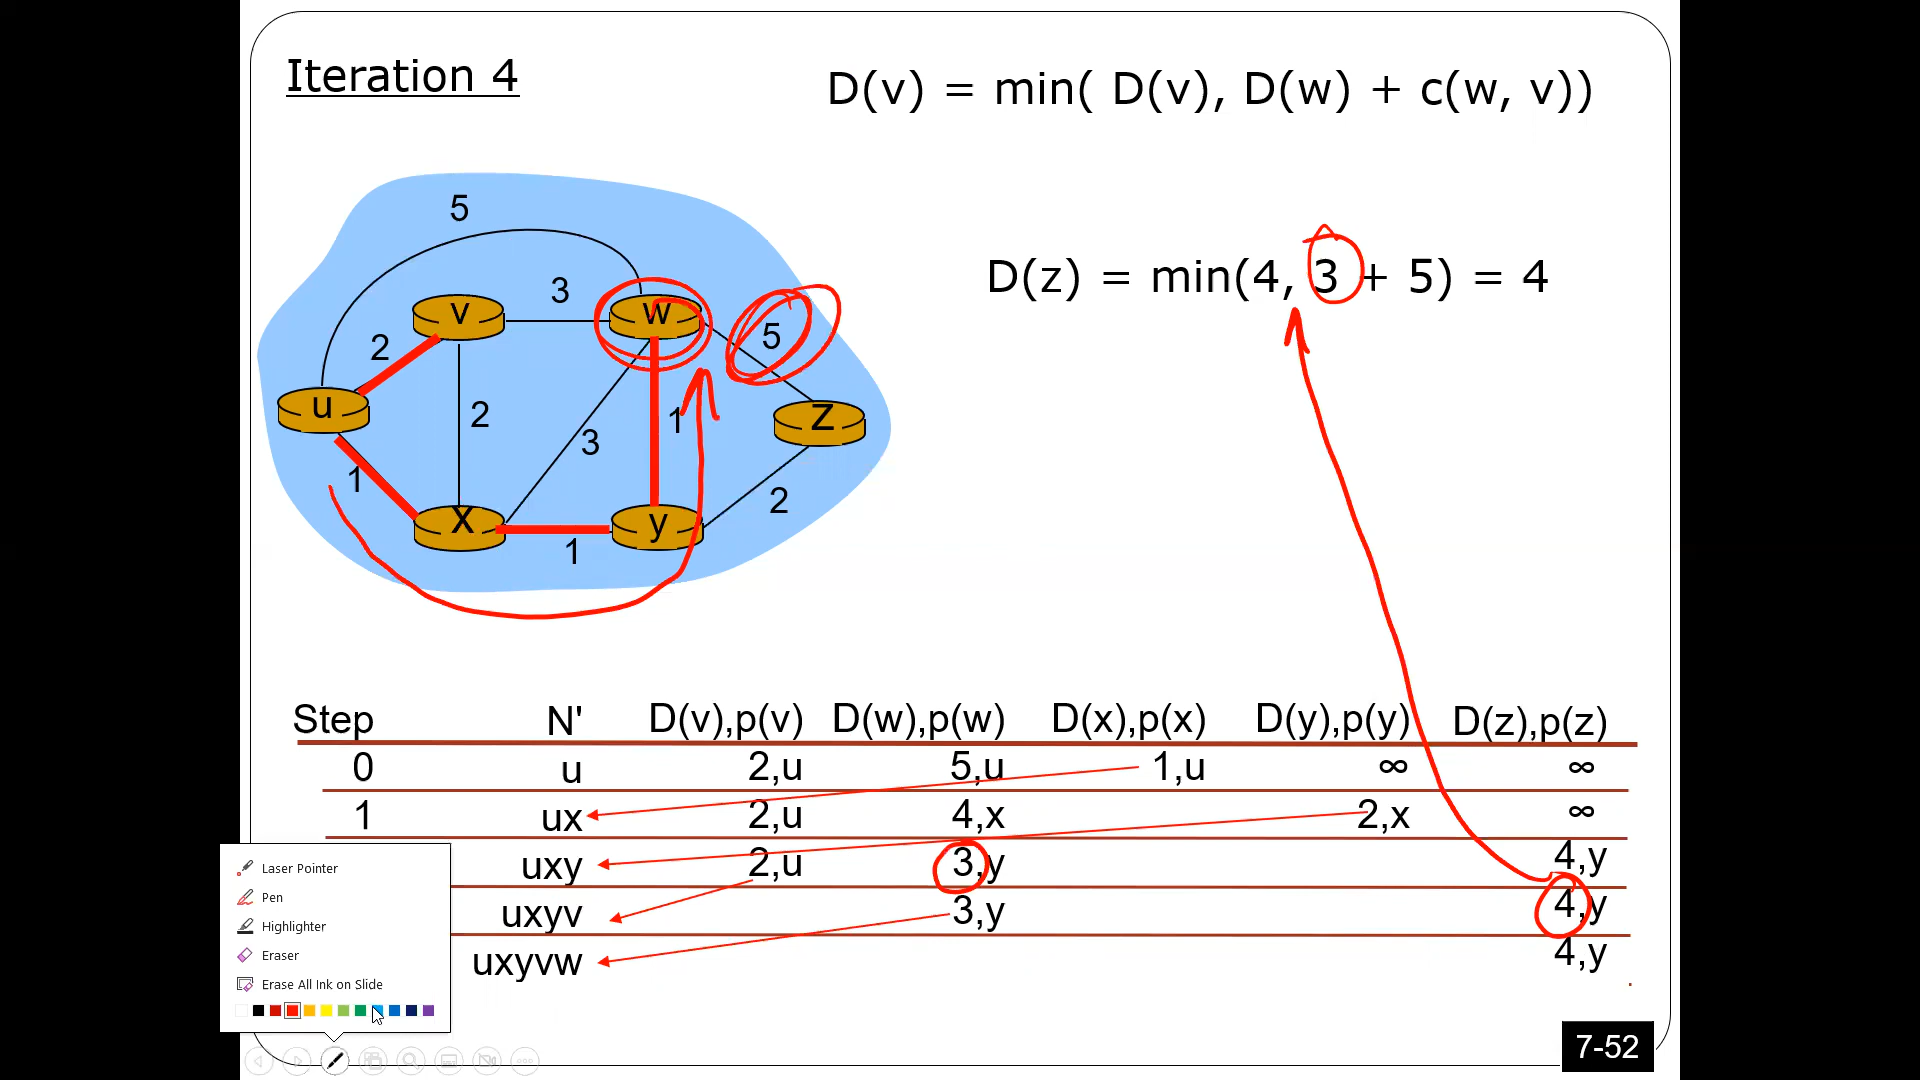 Iteration 4
D(v) = min( D(v), D(w) + c(w, v))
5
3
v
w
5
2
D(z) = min(4, 3 + 5) = 4
u
2
1
z
3
1
2
x
y
1
Step N' D(v),p(v) D(w),p(w) D(x),p(x) D(y),p(y) D(z),p(z)
0 u 2,u 5,u 1,u ∞ ∞
1 ux 2,u 4,x 2,x ∞
uxy 2,u 3,y 4,y
uxyv 3,y 4,y
uxyvw 4,y
Laser Pointer
Pen
Highlighter
Eraser
Erase All Ink on Slide
7-52